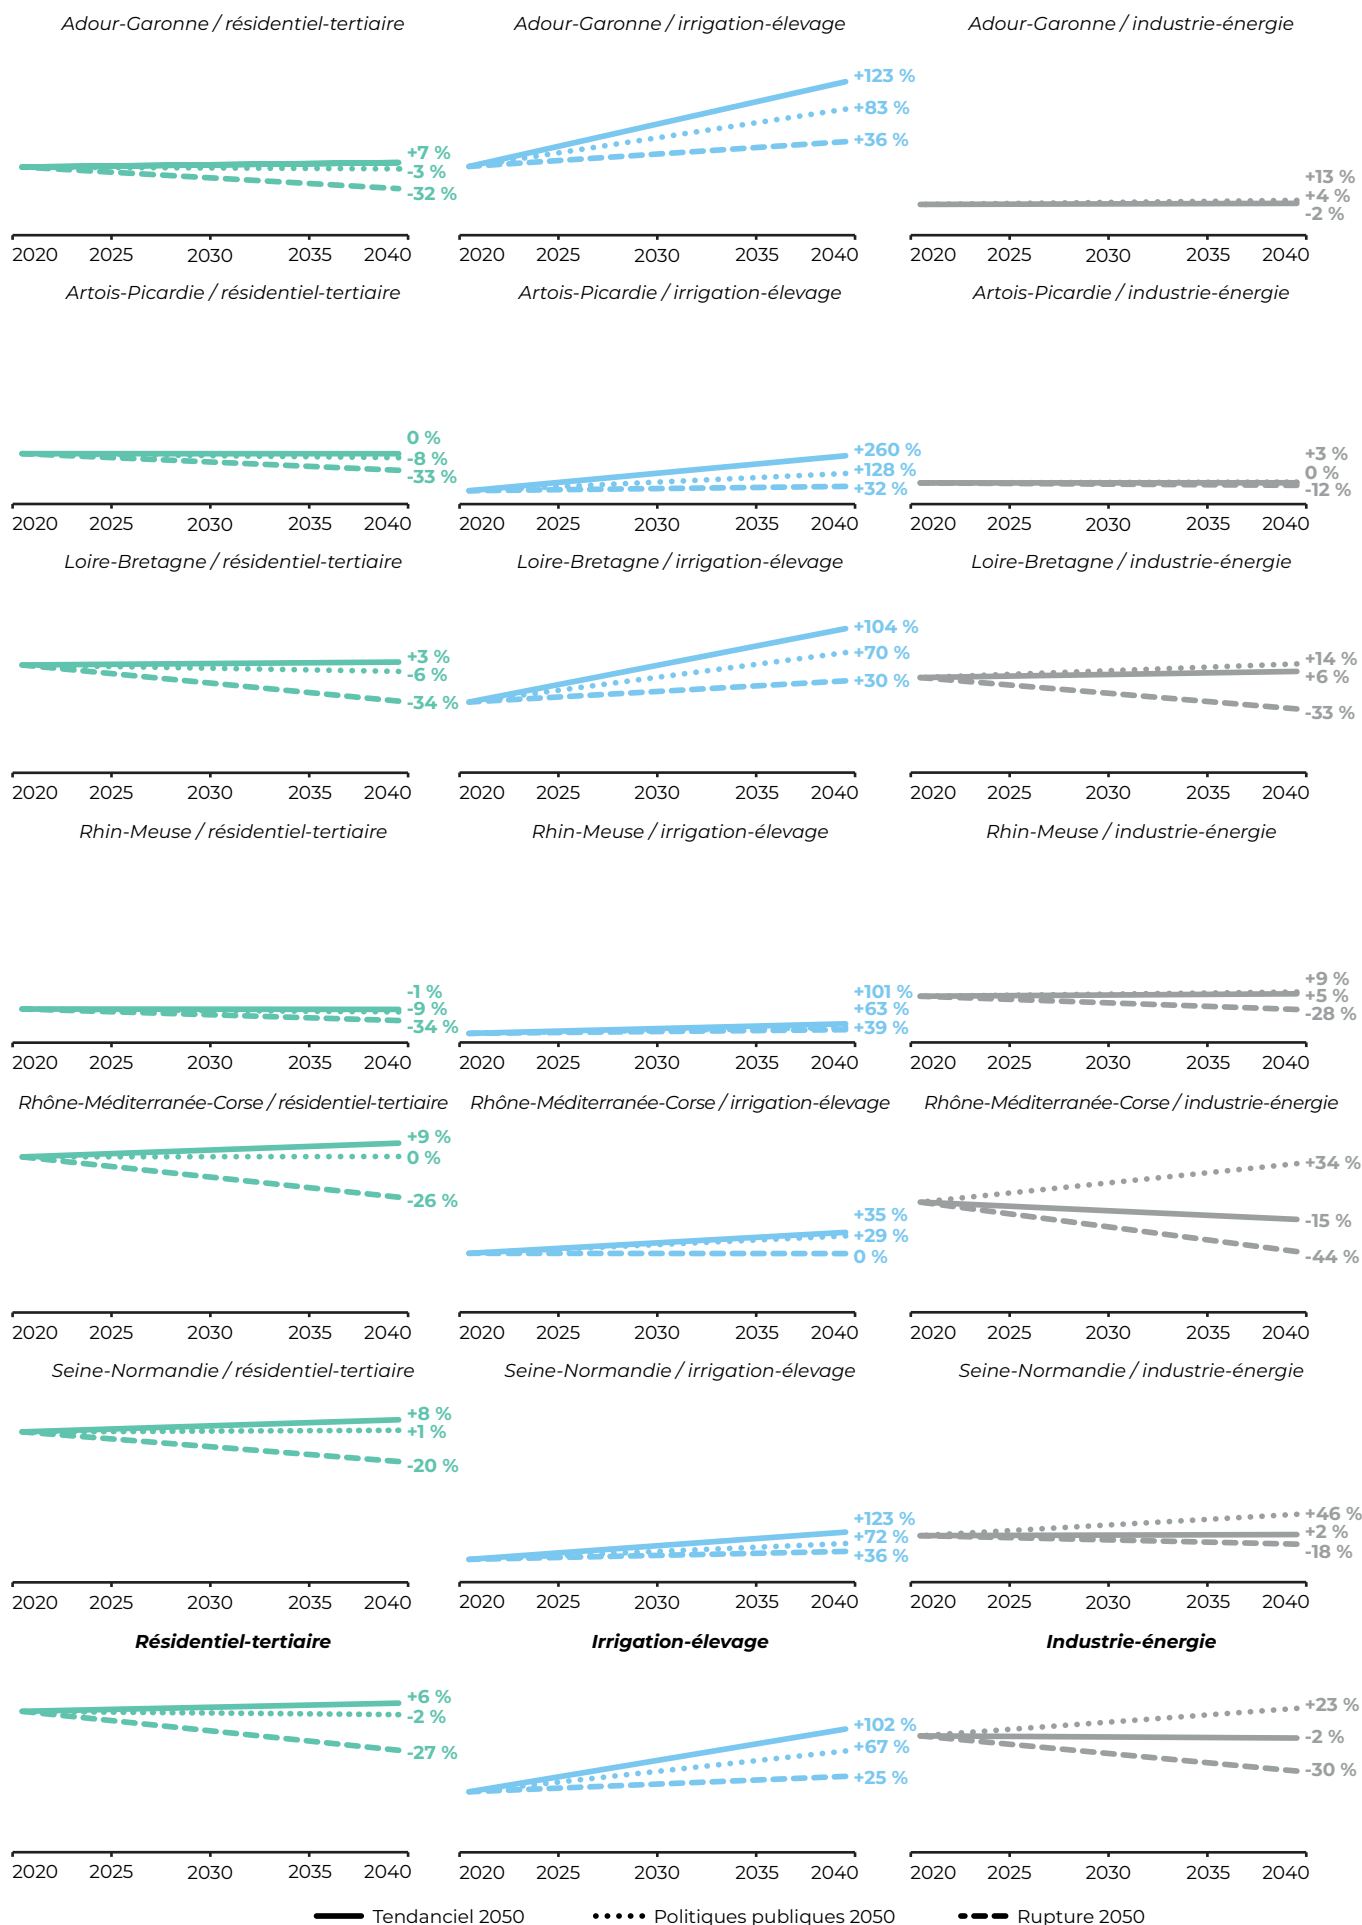 Adour-Garonne / résidentiel-tertiaire
Adour-Garonne / irrigation-élevage
Adour-Garonne / industrie-énergie
+7 %
-3 %
-32 %
+123 %
+83 %
+36 %
+13 %
+4 %
-2 %
2020 2025 2030 2035 2040
2020 2025 2030 2035 2040
2020 2025 2030 2035 2040
Artois-Picardie / résidentiel-tertiaire
Artois-Picardie / irrigation-élevage
Artois-Picardie / industrie-énergie
0 %
-8 %
-33 %
+260 %
+128 %
+32 %
+3 %
0 %
-12 %
2020 2025 2030 2035 2040
2020 2025 2030 2035 2040
2020 2025 2030 2035 2040
Loire-Bretagne / résidentiel-tertiaire
Loire-Bretagne / irrigation-élevage
Loire-Bretagne / industrie-énergie
+3 %
-6 %
-34 %
+104 %
+70 %
+30 %
+14 %
+6 %
-33 %
2020 2025 2030 2035 2040
2020 2025 2030 2035 2040
2020 2025 2030 2035 2040
Rhin-Meuse / résidentiel-tertiaire
Rhin-Meuse / irrigation-élevage
Rhin-Meuse / industrie-énergie
-1 %
-9 %
-34 %
+101 %
+63 %
+39 %
+9 %
+5 %
-28 %
2020 2025 2030 2035 2040
2020 2025 2030 2035 2040
2020 2025 2030 2035 2040
Rhône-Méditerranée-Corse / résidentiel-tertiaire
Rhône-Méditerranée-Corse / irrigation-élevage
Rhône-Méditerranée-Corse / industrie-énergie
+9 %
0 %
-26 %
+35 %
+29 %
0 %
+34 %
-15 %
-44 %
2020 2025 2030 2035 2040
2020 2025 2030 2035 2040
2020 2025 2030 2035 2040
Seine-Normandie / résidentiel-tertiaire
Seine-Normandie / irrigation-élevage
Seine-Normandie / industrie-énergie
+8 %
+1 %
-20 %
+123 %
+72 %
+36 %
+46 %
+2 %
-18 %
2020 2025 2030 2035 2040
2020 2025 2030 2035 2040
2020 2025 2030 2035 2040
Résidentiel-tertiaire
Irrigation-élevage
Industrie-énergie
+6 %
-2 %
-27 %
+102 %
+67 %
+25 %
+23 %
-2 %
-30 %
2020 2025 2030 2035 2040
2020 2025 2030 2035 2040
2020 2025 2030 2035 2040
Tendanciel 2050
Politiques publiques 2050
Rupture 2050